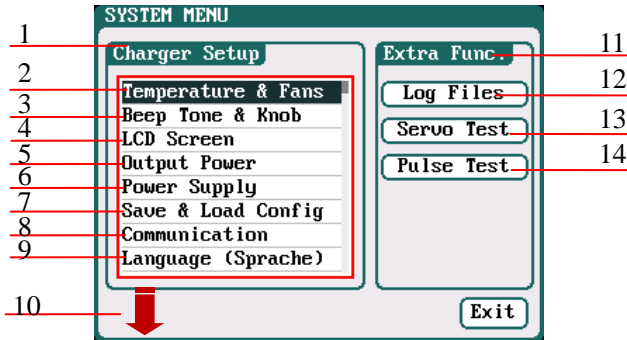 SYSTEM MENU
1
Charger Setup
2
Temperature & Fans
3
Beep Tone & Knob
4
LCD Screen
5
Output Power
6
Power Supply
7
Save & Load Config
8
Communication
9
Language (Sprache)
10
Extra Func.
11
Log Files
12
Servo Test
13
Pulse Test
14
Exit